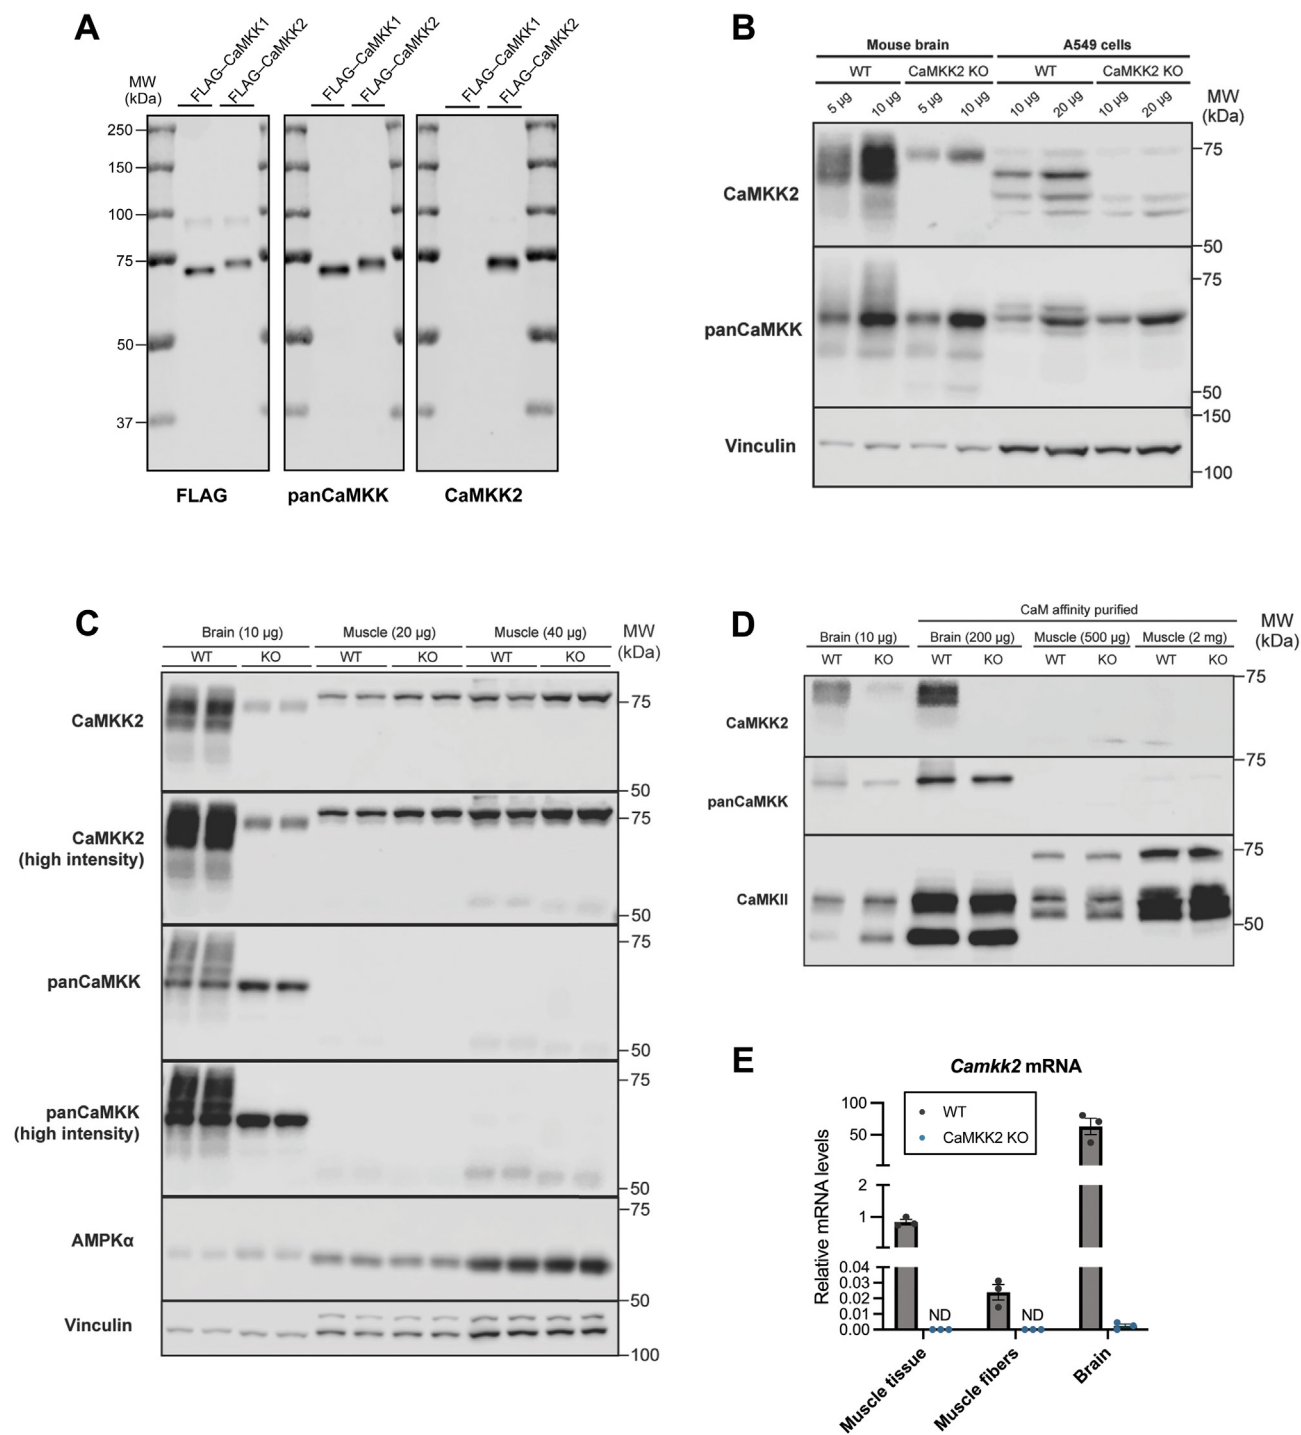 A
FLAG–CaMKK1
FLAG–CaMKK2
FLAG–CaMKK1
FLAG–CaMKK2
FLAG–CaMKK1
FLAG–CaMKK2
MW
(kDa)
250
150
100
75
50
37
FLAG
panCaMKK
CaMKK2
B
Mouse brain
A549 cells
WT
CaMKK2 KO
WT
CaMKK2 KO
5 µg
10 µg
5 µg
10 µg
10 µg
20 µg
10 µg
20 µg
MW
(kDa)
CaMKK2
75
50
panCaMKK
75
50
Vinculin
150
100
C
Brain (10 µg)
Muscle (20 µg)
Muscle (40 µg)
MW
(kDa)
WT
KO
WT
KO
WT
KO
CaMKK2
75
50
CaMKK2
(high intensity)
75
50
panCaMKK
75
50
panCaMKK
(high intensity)
75
50
AMPKα
75
50
Vinculin
100
D
CaM affinity purified
MW
(kDa)
Brain (10 µg)
Brain (200 µg)
Muscle (500 µg)
Muscle (2 mg)
WT
KO
WT
KO
WT
KO
WT
KO
CaMKK2
75
panCaMKK
75
CaMKII
75
50
E
Camkk2 mRNA
Relative mRNA levels
100
50
2
1
0.04
0.03
0.02
0.01
0.00
WT
CaMKK2 KO
ND
ND
Muscle tissue
Muscle fibers
Brain